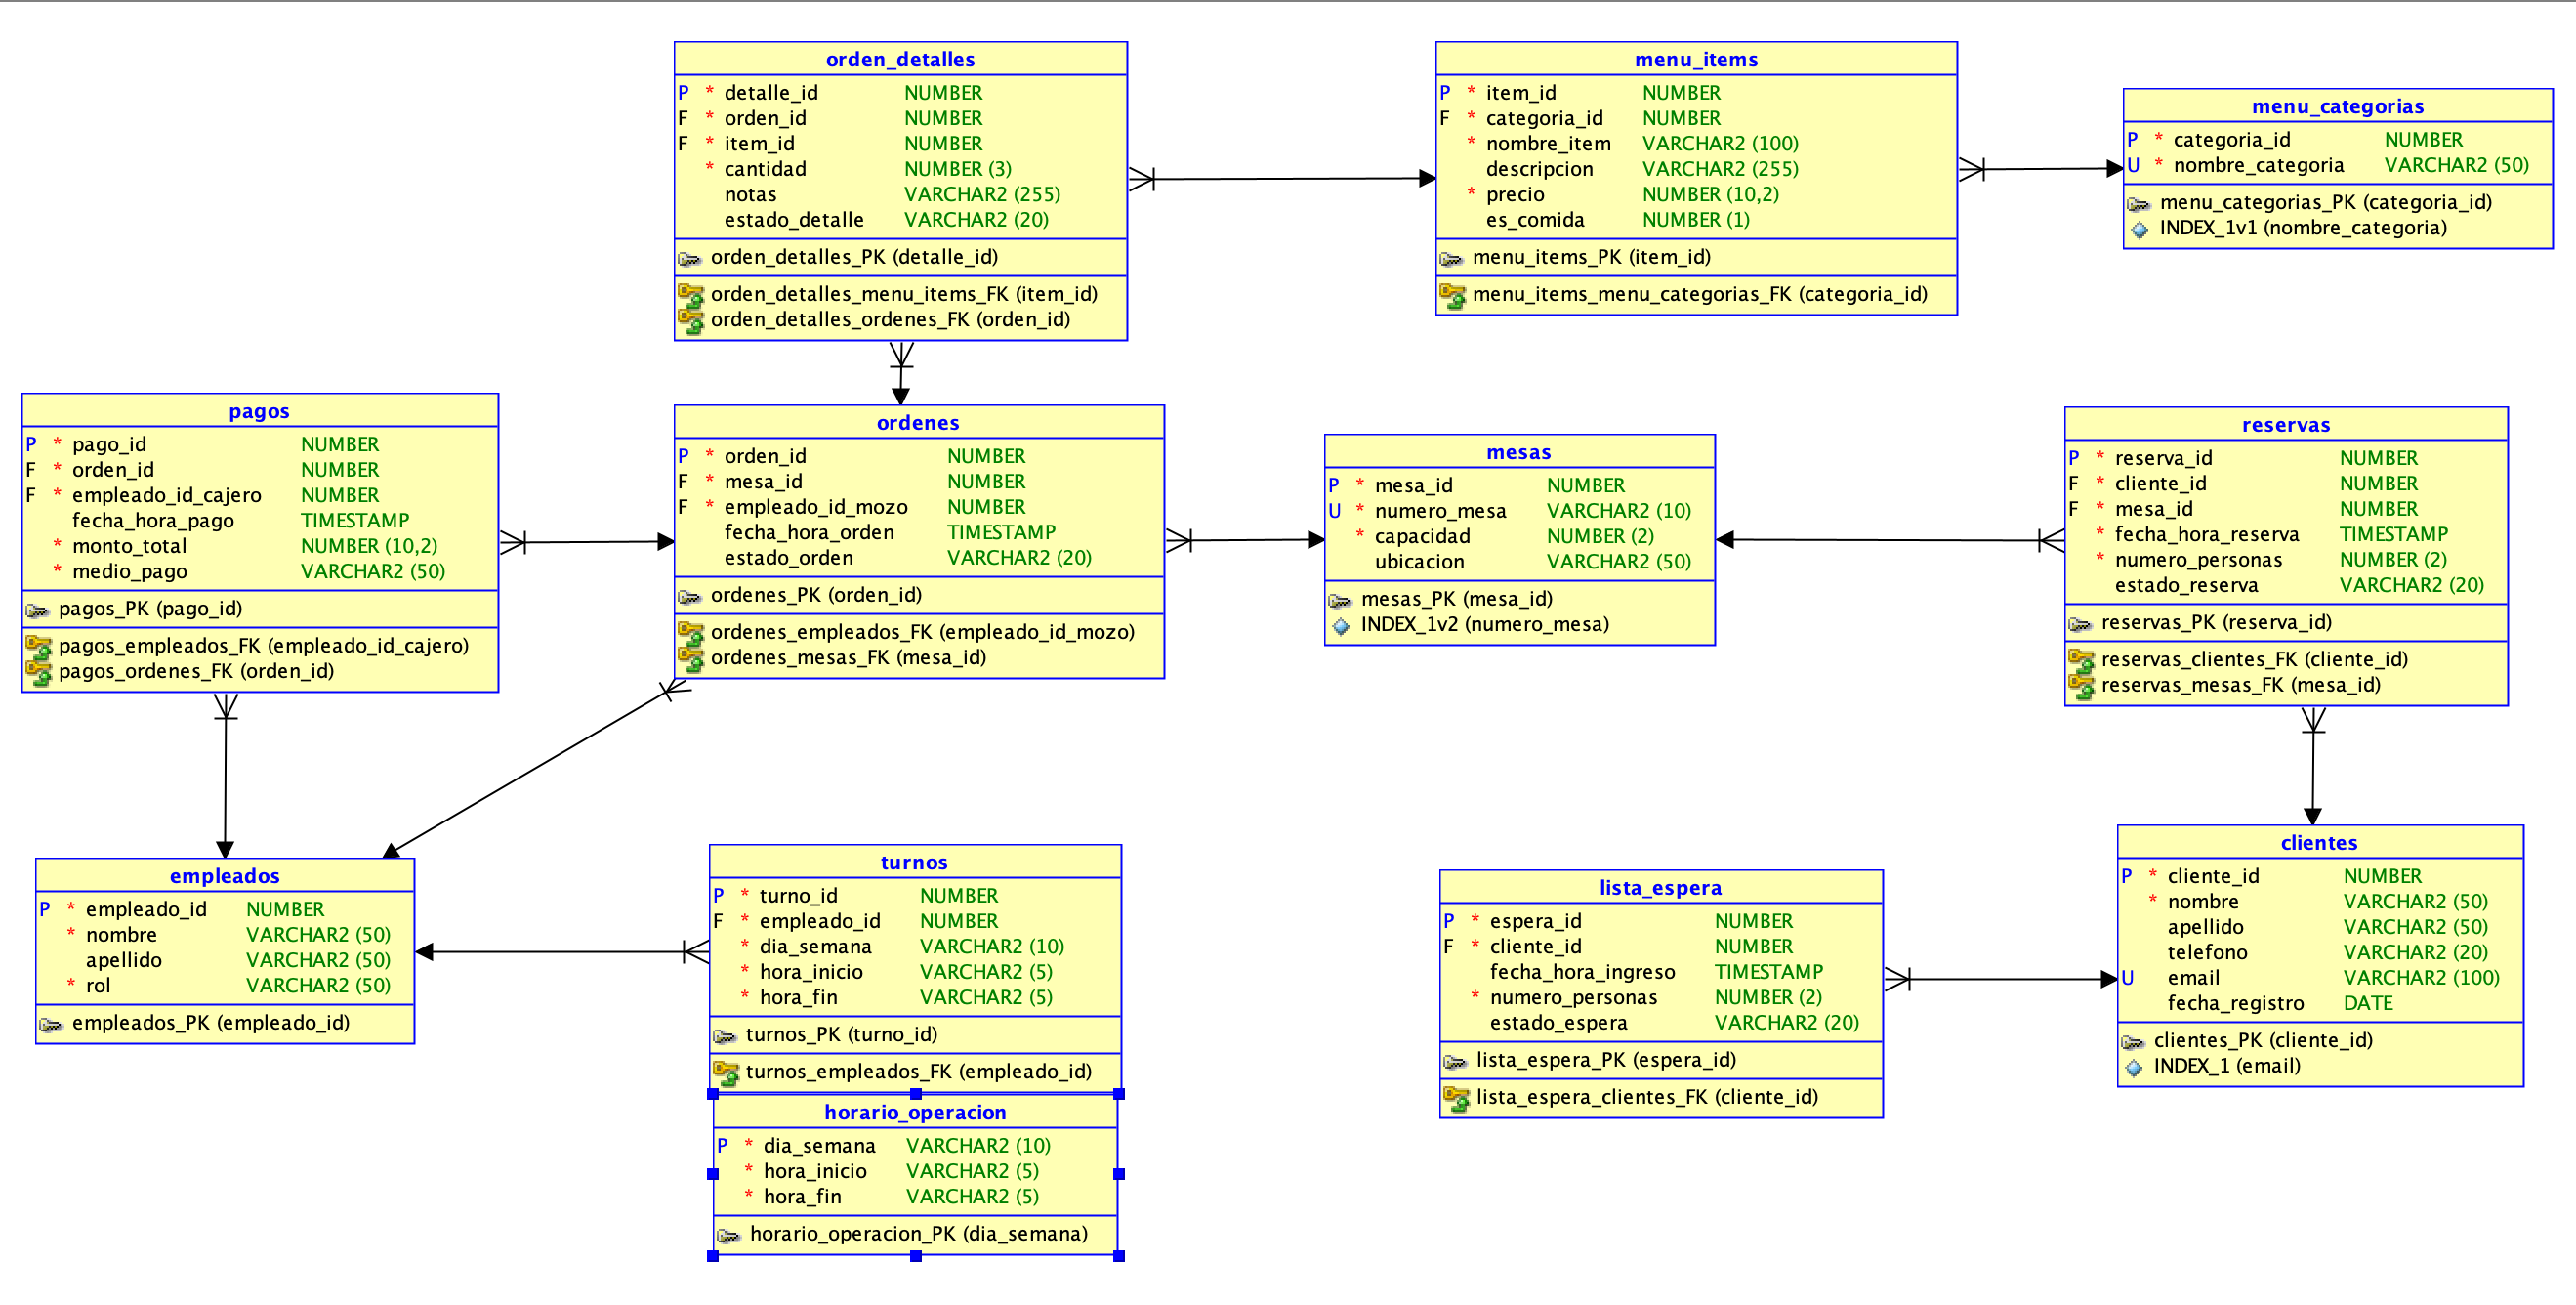 orden_detalles
P * detalle_id NUMBER
F * orden_id NUMBER
F * item_id NUMBER
* cantidad NUMBER (3)
notas VARCHAR2 (255)
estado_detalle VARCHAR2 (20)
orden_detalles_PK (detalle_id)
orden_detalles_menu_items_FK (item_id)
orden_detalles_ordenes_FK (orden_id)
menu_items
P * item_id NUMBER
F * categoria_id NUMBER
* nombre_item VARCHAR2 (100)
descripcion VARCHAR2 (255)
* precio NUMBER (10,2)
es_comida NUMBER (1)
menu_items_PK (item_id)
menu_items_menu_categorias_FK (categoria_id)
menu_categorias
P * categoria_id NUMBER
U * nombre_categoria VARCHAR2 (50)
menu_categorias_PK (categoria_id)
INDEX_1v1 (nombre_categoria)
pagos
P * pago_id NUMBER
F * orden_id NUMBER
F * empleado_id_cajero NUMBER
fecha_hora_pago TIMESTAMP
* monto_total NUMBER (10,2)
* medio_pago VARCHAR2 (50)
pagos_PK (pago_id)
pagos_empleados_FK (empleado_id_cajero)
pagos_ordenes_FK (orden_id)
ordenes
P * orden_id NUMBER
F * mesa_id NUMBER
F * empleado_id_mozo NUMBER
fecha_hora_orden TIMESTAMP
estado_orden VARCHAR2 (20)
ordenes_PK (orden_id)
ordenes_empleados_FK (empleado_id_mozo)
ordenes_mesas_FK (mesa_id)
mesas
P * mesa_id NUMBER
U * numero_mesa VARCHAR2 (10)
* capacidad NUMBER (2)
ubicacion VARCHAR2 (50)
mesas_PK (mesa_id)
INDEX_1v2 (numero_mesa)
reservas
P * reserva_id NUMBER
F * cliente_id NUMBER
F * mesa_id NUMBER
* fecha_hora_reserva TIMESTAMP
* numero_personas NUMBER (2)
estado_reserva VARCHAR2 (20)
reservas_PK (reserva_id)
reservas_clientes_FK (cliente_id)
reservas_mesas_FK (mesa_id)
empleados
P * empleado_id NUMBER
* nombre VARCHAR2 (50)
apellido VARCHAR2 (50)
* rol VARCHAR2 (50)
empleados_PK (empleado_id)
turnos
P * turno_id NUMBER
F * empleado_id NUMBER
* dia_semana VARCHAR2 (10)
* hora_inicio VARCHAR2 (5)
* hora_fin VARCHAR2 (5)
turnos_PK (turno_id)
turnos_empleados_FK (empleado_id)
horario_operacion
P * dia_semana VARCHAR2 (10)
* hora_inicio VARCHAR2 (5)
* hora_fin VARCHAR2 (5)
horario_operacion_PK (dia_semana)
lista_espera
P * espera_id NUMBER
F * cliente_id NUMBER
fecha_hora_ingreso TIMESTAMP
* numero_personas NUMBER (2)
estado_espera VARCHAR2 (20)
lista_espera_PK (espera_id)
lista_espera_clientes_FK (cliente_id)
clientes
P * cliente_id NUMBER
* nombre VARCHAR2 (50)
apellido VARCHAR2 (50)
telefono VARCHAR2 (20)
U email VARCHAR2 (100)
fecha_registro DATE
clientes_PK (cliente_id)
INDEX_1 (email)